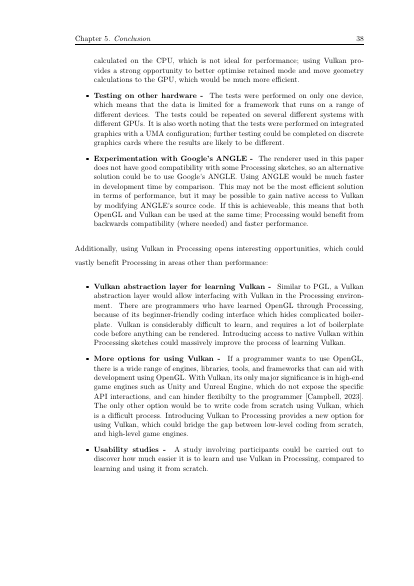 Chapter 5. Conclusion 38
calculated on the CPU, which is not ideal for performance; using Vulkan pro-
vides a strong opportunity to better optimise retained mode and move geometry
calculations to the GPU, which would be much more efficient.
• Testing on other hardware - The tests were performed on only one device,
which means that the data is limited for a framework that runs on a range of
different devices. The tests could be repeated on several different systems with
different GPUs. It is also worth noting that the tests were performed on integrated
graphics with a UMA configuration; further testing could be completed on discrete
graphics cards where the results are likely to be different.
• Experimentation with Google's ANGLE - The renderer used in this paper
does not have good compatibility with some Processing sketches, so an alternative
solution could be to use Google's ANGLE. Using ANGLE would be much faster
in development time by comparison. This may not be the most efficient solution
in terms of performance, but it may be possible to gain native access to Vulkan
by modifying ANGLE's source code. If this is achieveable, this means that both
OpenGL and Vulkan can be used at the same time; Processing would benefit from
backwards compatibility (where needed) and faster performance.
Additionally, using Vulkan in Processing opens interesting opportunities, which could
vastly benefit Processing in areas other than performance:
• Vulkan abstraction layer for learning Vulkan - Similar to PGL, a Vulkan
abstraction layer would allow interfacing with Vulkan in the Processing environ-
ment. There are programmers who have learned OpenGL through Processing,
because of its beginner-friendly coding interface which hides complicated boiler-
plate. Vulkan is considerably difficult to learn, and requires a lot of boilerplate
code before anything can be rendered. Introducing access to native Vulkan within
Processing sketches could massively improve the process of learning Vulkan.
• More options for using Vulkan - If a programmer wants to use OpenGL,
there is a wide range of engines, libraries, tools, and frameworks that can aid with
development using OpenGL. With Vulkan, its only major significance is in high-end
game engines such as Unity and Unreal Engine, which do not expose the specific
API interactions, and can hinder flexibilty to the programmer [Campbell, 2023].
The only other option would be to write code from scratch using Vulkan, which
is a difficult process. Introducing Vulkan to Processing provides a new option for
using Vulkan, which could bridge the gap between low-level coding from scratch,
and high-level game engines.
• Usability studies - A study involving participants could be carried out to
discover how much easier it is to learn and use Vulkan in Processing, compared to
learning and using it from scratch.